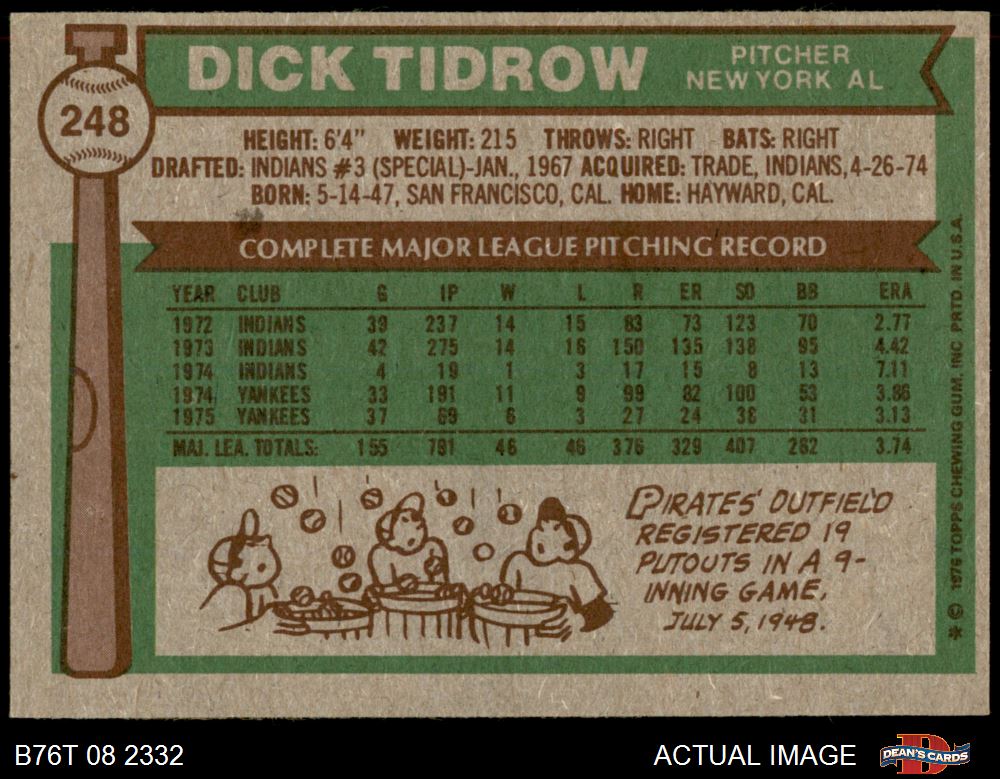 248
DICK TIDROW
PITCHER
NEW YORK AL
HEIGHT: 6'4" WEIGHT: 215 THROWS: RIGHT BATS: RIGHT
DRAFTED: INDIANS #3 (SPECIAL)-JAN., 1967 ACQUIRED: TRADE, INDIANS, 4-26-74
BORN: 5-14-47, SAN FRANCISCO, CAL. HOME: HAYWARD, CAL.
COMPLETE MAJOR LEAGUE PITCHING RECORD
YEAR CLUB G IP W L R ER SO BB ERA
1972 INDIANS 39 237 14 15 83 73 123 70 2.77
1973 INDIANS 42 275 14 16 150 135 138 95 4.42
1974 INDIANS 4 19 1 3 17 15 8 13 7.11
1974 YANKEES 33 191 11 9 99 82 100 53 3.86
1975 YANKEES 37 69 6 3 27 24 38 31 3.13
MAJ. LEA. TOTALS: 155 791 46 46 376 329 407 262 3.74
PIRATES' OUTFIELD
REGISTERED 19
PUTOUTS IN A 9-
INNING GAME,
JULY 5, 1948.
* © 1976 TOPPS CHEWING GUM, INC. PRTD. IN U.S.A.
B76T 08 2332
ACTUAL IMAGE
DEAN'S CARDS